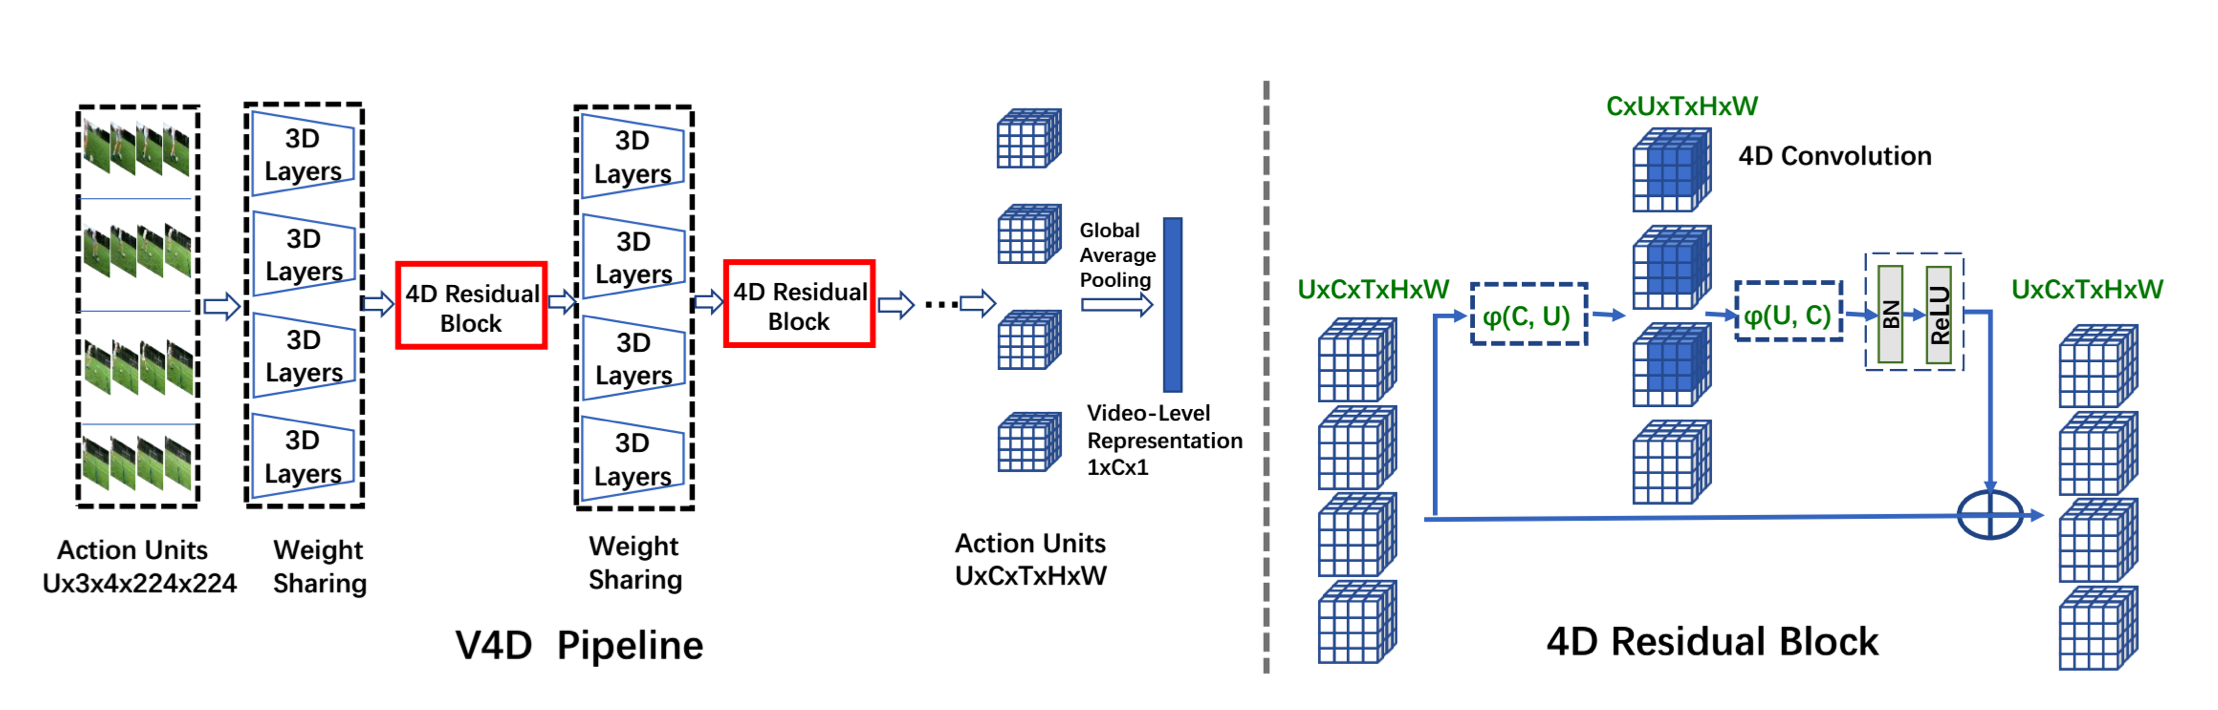 3D
Layers
3D
Layers
3D
Layers
3D
Layers
4D Residual
Block
3D
Layers
3D
Layers
3D
Layers
3D
Layers
4D Residual
Block
...
Global
Average
Pooling
Video-Level
Representation
1xCx1
Action Units
Ux3x4x224x224
Weight
Sharing
Weight
Sharing
Action Units
UxCxTxHxW
V4D Pipeline
CxUxTxHxW
4D Convolution
UxCxTxHxW
φ(C, U)
φ(U, C)
BN
ReLU
UxCxTxHxW
4D Residual Block